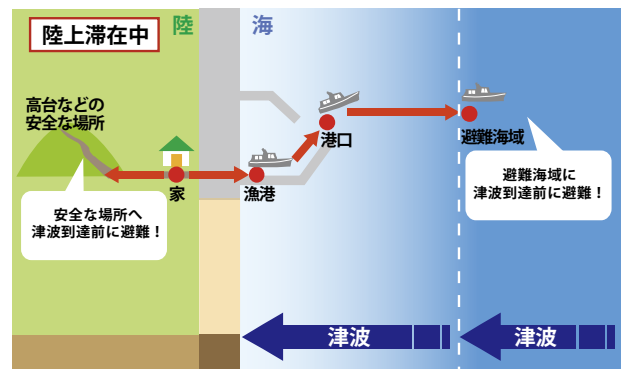 陸上滞在中
陸
海
高台などの
安全な場所
港口
避難海域
避難海域に
津波到達前に避難！
家
漁港
安全な場所へ
津波到達前に避難！
津波
津波